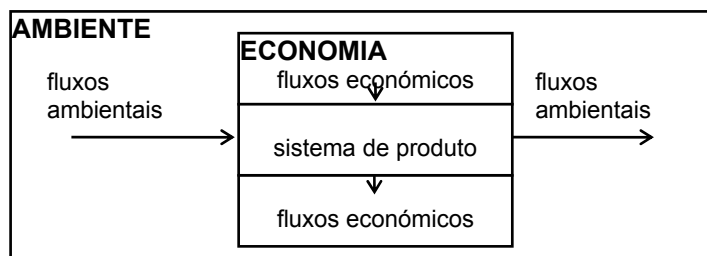 AMBIENTE
ECONOMIA
fluxos económicos
fluxos
ambientais
fluxos
ambientais
sistema de produto
fluxos económicos